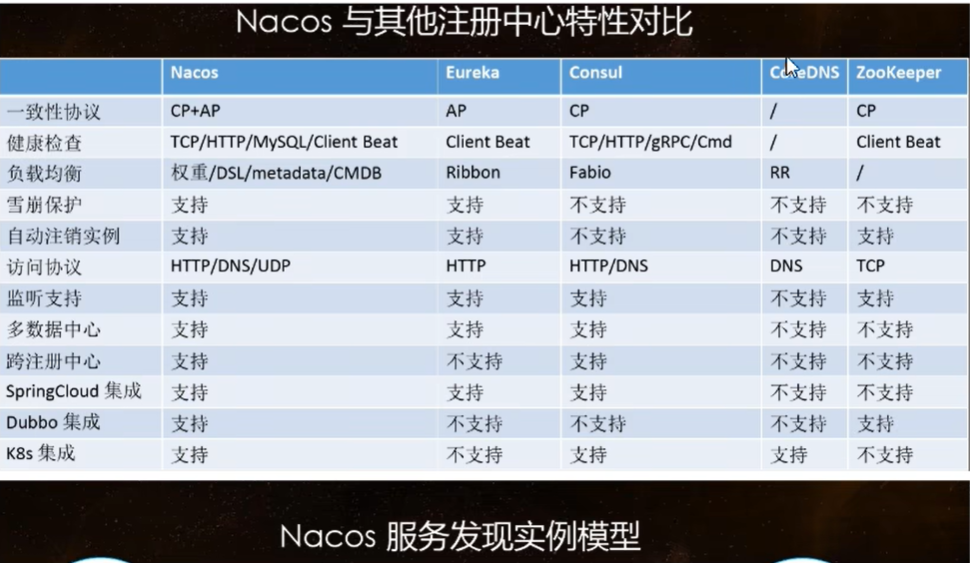 Nacos 与其他注册中心特性对比
Nacos Eureka Consul CoreDNS ZooKeeper
一致性协议 CP+AP AP CP / CP
健康检查 TCP/HTTP/MySQL/Client Beat Client Beat TCP/HTTP/gRPC/Cmd / Client Beat
负载均衡 权重/DSL/metadata/CMDB Ribbon Fabio RR /
雪崩保护 支持 支持 不支持 不支持 不支持
自动注销实例 支持 支持 不支持 不支持 支持
访问协议 HTTP/DNS/UDP HTTP HTTP/DNS DNS TCP
监听支持 支持 支持 支持 不支持 支持
多数据中心 支持 支持 支持 不支持 不支持
跨注册中心 支持 不支持 支持 不支持 不支持
SpringCloud 集成 支持 支持 支持 不支持 不支持
Dubbo 集成 支持 不支持 不支持 不支持 支持
K8s 集成 支持 不支持 支持 支持 不支持
Nacos 服务发现实例模型